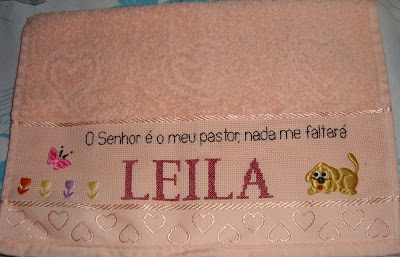 O Senhor é o meu pastor, nada me faltará
LEILA